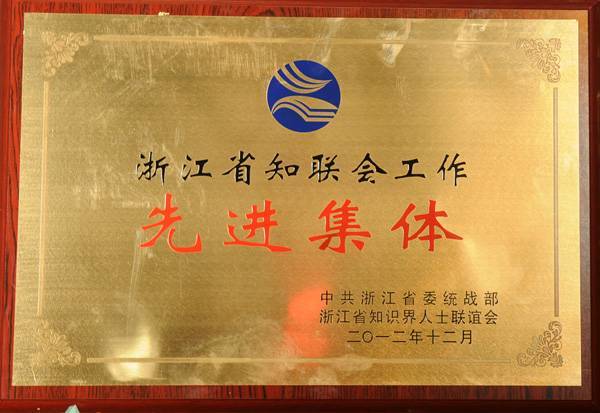 浙江省知联会工作
先进集体
中共浙江省委统战部
浙江省知识界人士联谊会
二〇一二年十二月